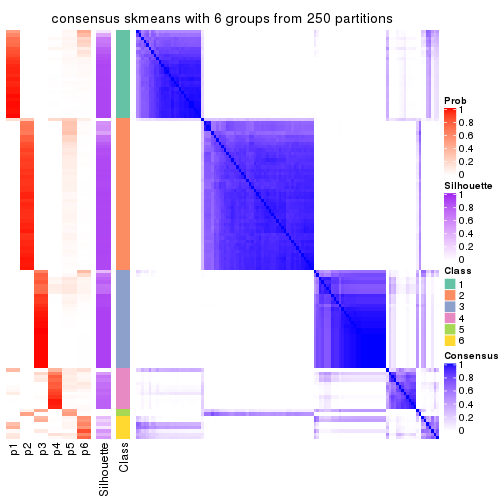 consensus skmeans with 6 groups from 250 partitions
Prob
1
0.8
0.6
0.4
0.2
0
Silhouette
1
0.8
0.6
0.4
0.2
0
Class
1
2
3
4
5
6
Consensus
1
0.8
0.6
0.4
0.2
0
p1
p2
p3
p4
p5
p6
Silhouette
Class